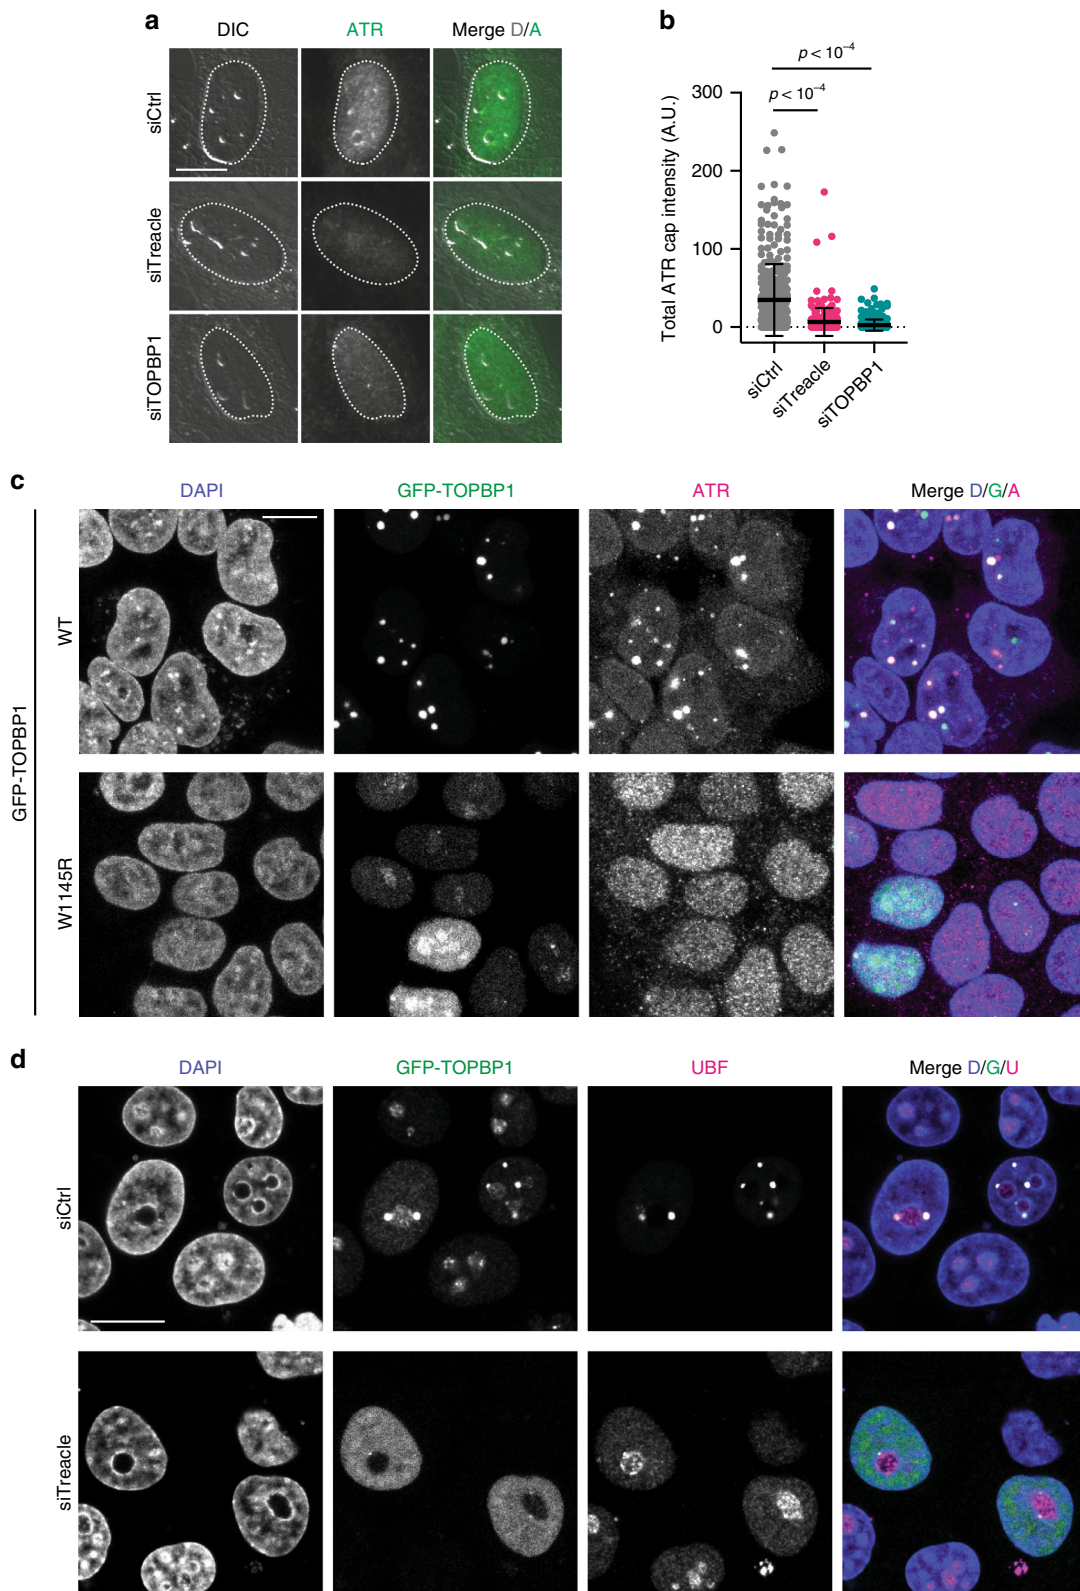 a
DIC
ATR
Merge D/A
siCtrl
siTreacle
siTOPBP1
b
p < 10⁻⁴
p < 10⁻⁴
Total ATR cap intensity (A.U.)
300
200
100
0
siCtrl
siTreacle
siTOPBP1
c
DAPI
GFP-TOPBP1
ATR
Merge D/G/A
GFP-TOPBP1
WT
W1145R
d
DAPI
GFP-TOPBP1
UBF
Merge D/G/U
siCtrl
siTreacle